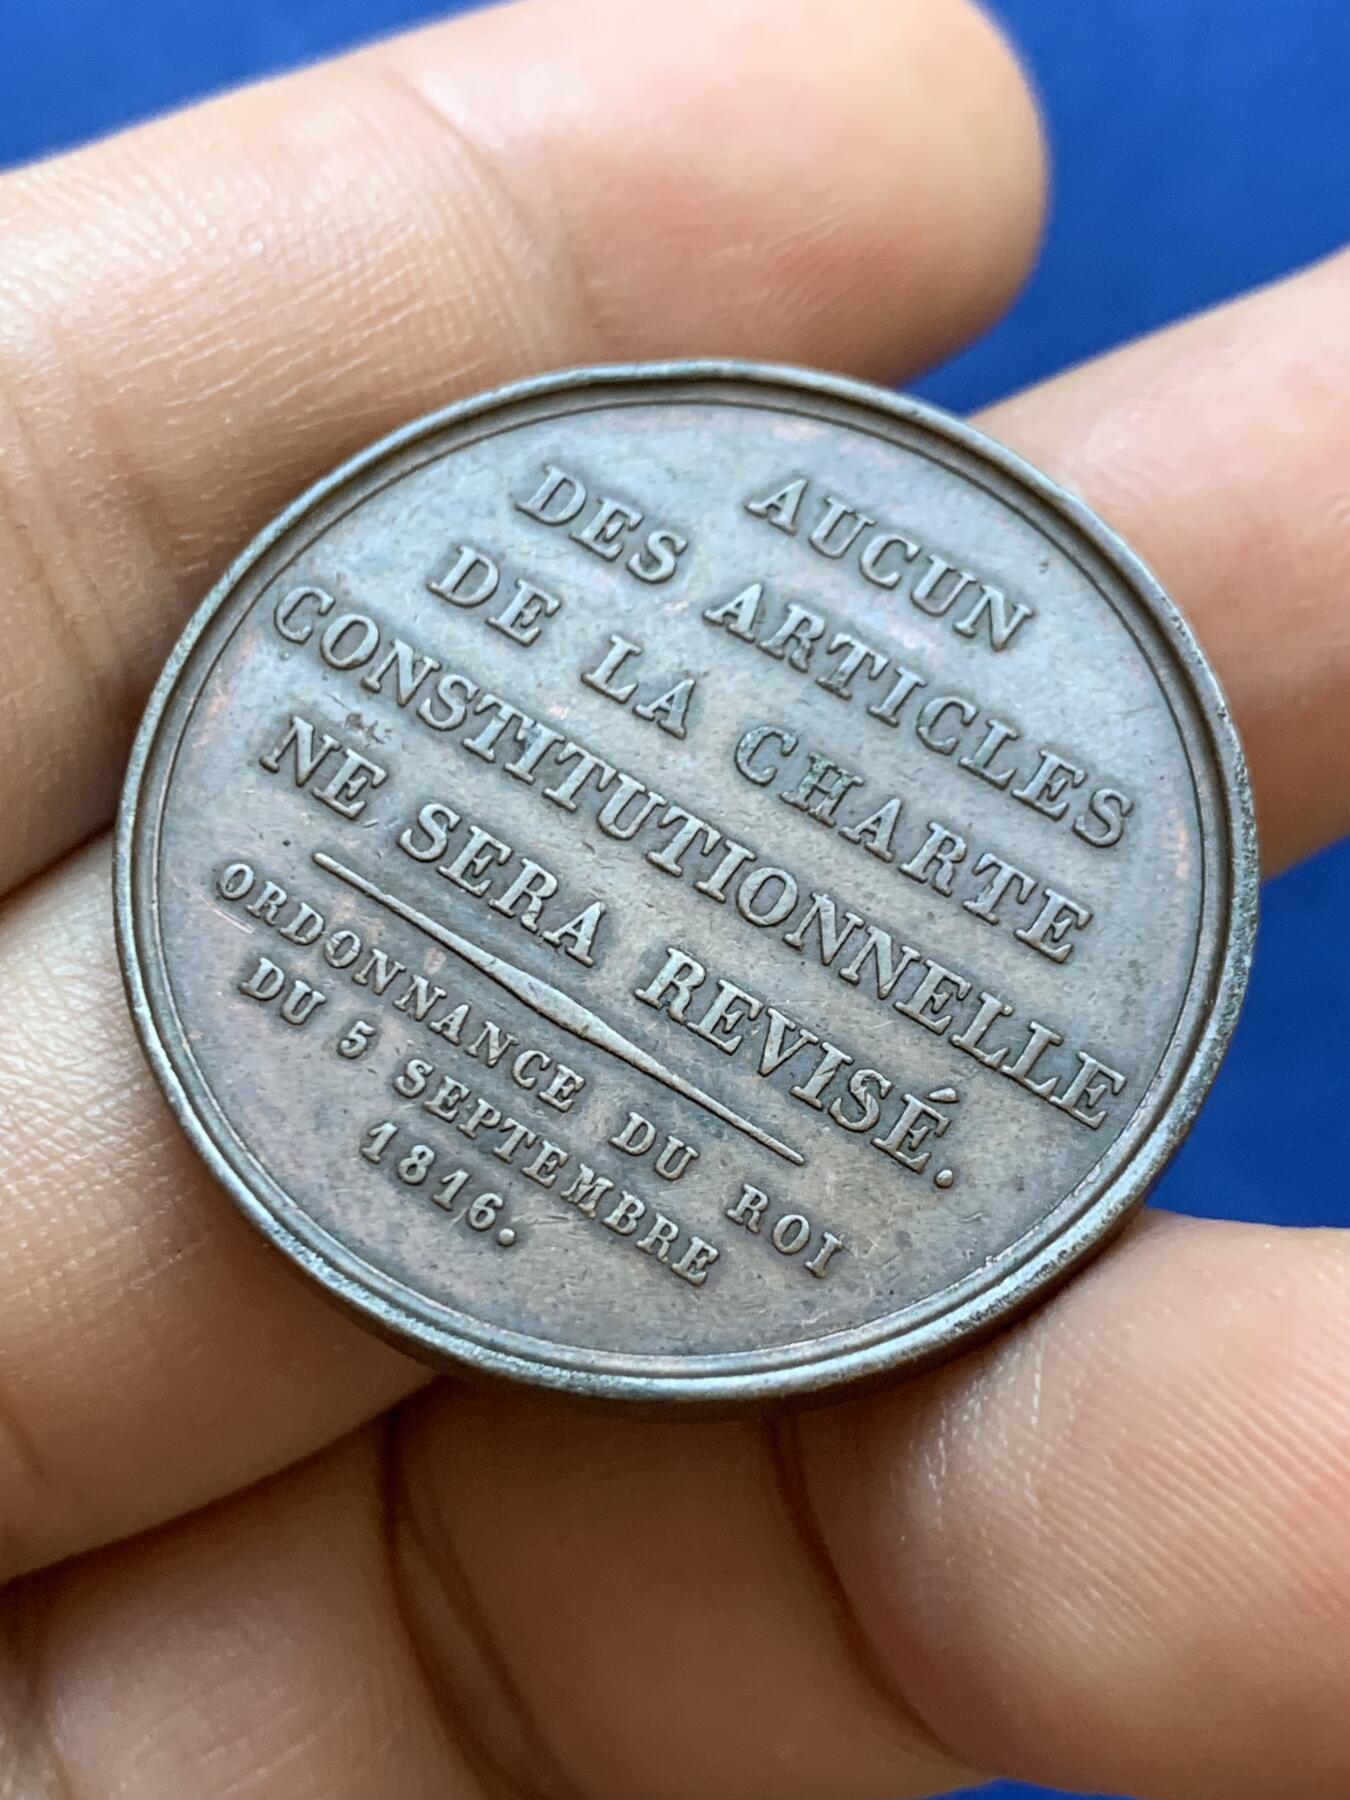 AUCUN
DES ARTICLES
DE LA CHARTE
CONSTITUTIONNELLE
NE SERA REVISÉ.
ORDONNANCE DU ROI
DU 5 SEPTEMBRE
1816.